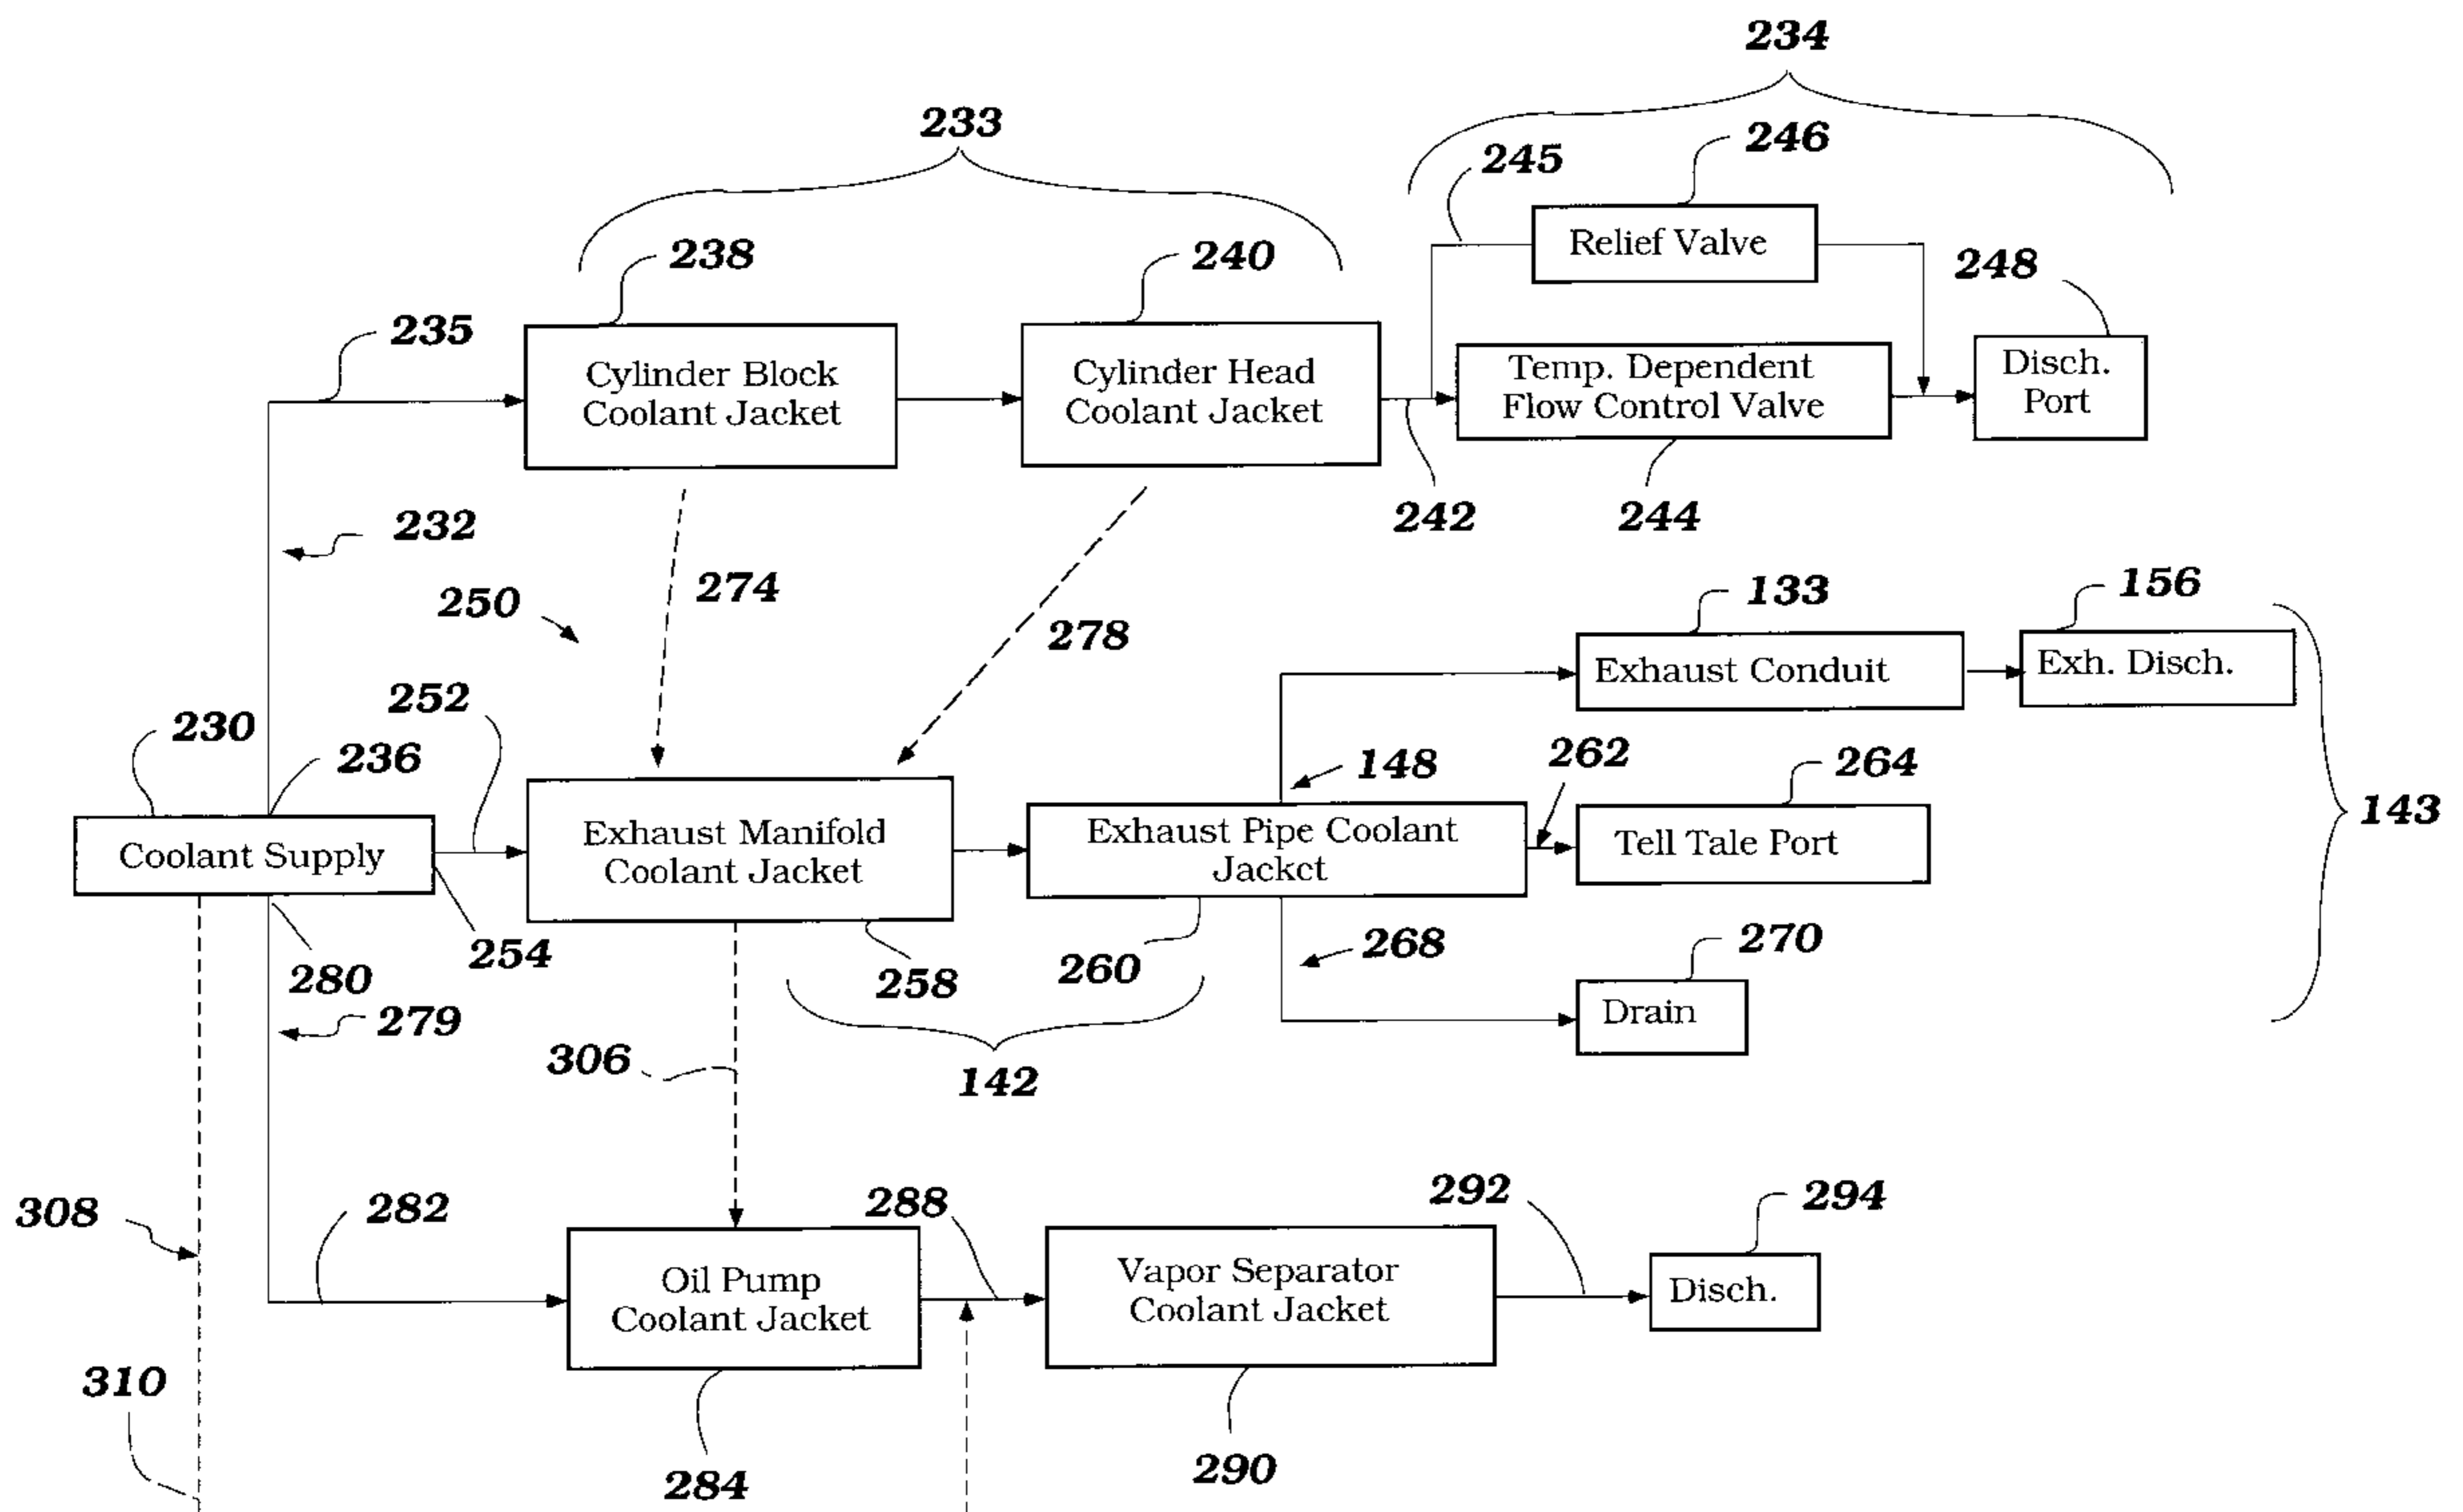 234
233
246
245
Relief Valve
248
238
240
235
Cylinder Block
Coolant Jacket
Cylinder Head
Coolant Jacket
Temp. Dependent
Flow Control Valve
Disch.
Port
232
242
244
250
274
278
133
156
Exhaust Conduit
Exh. Disch.
252
230
236
148
262
264
143
Coolant Supply
Exhaust Manifold
Coolant Jacket
Exhaust Pipe Coolant
Jacket
Tell Tale Port
254
280
258
260
268
270
279
Drain
306
142
308
282
288
292
294
Oil Pump
Coolant Jacket
Vapor Separator
Coolant Jacket
Disch.
310
284
290